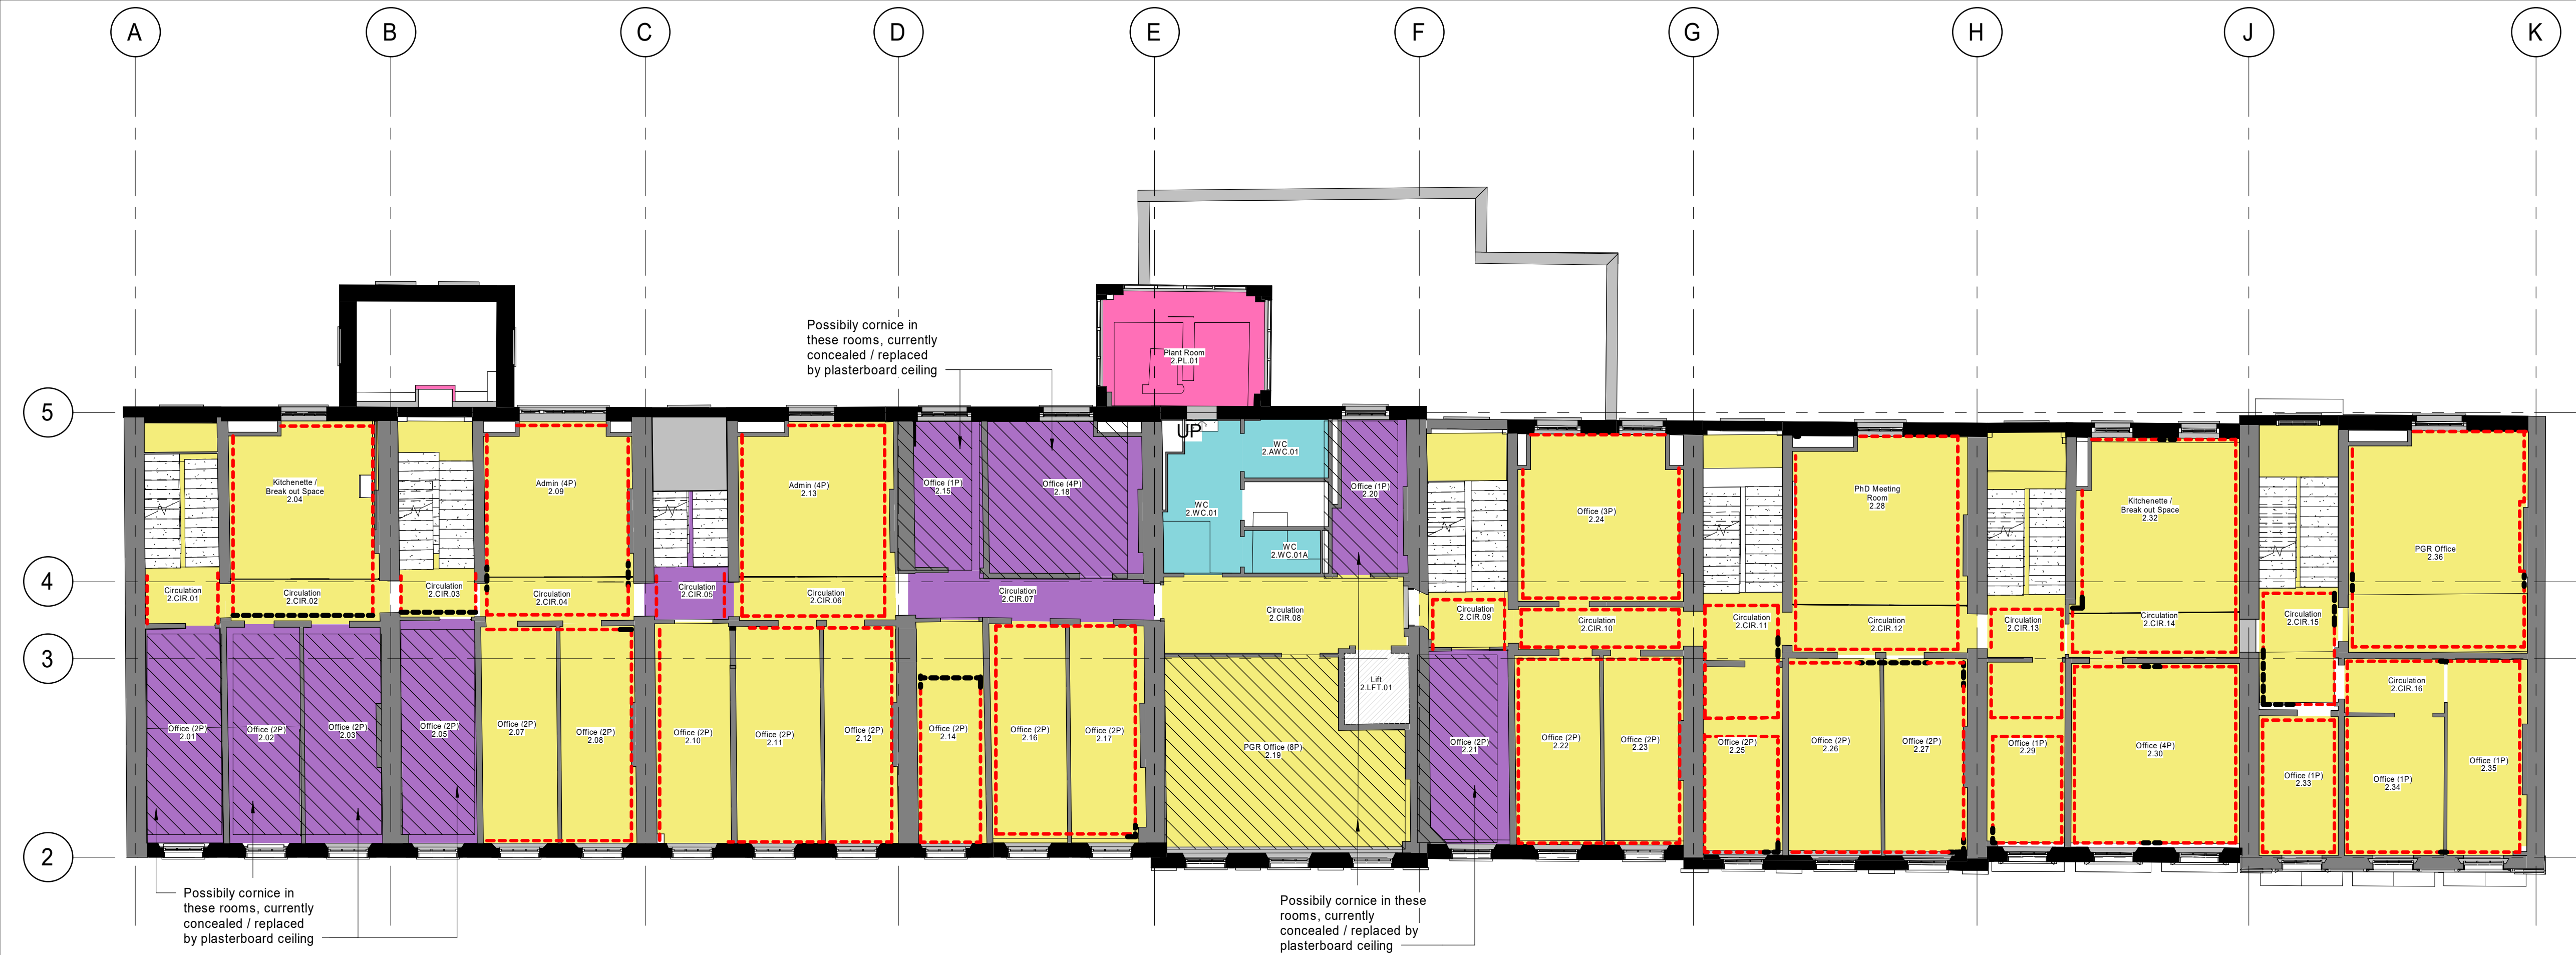 A
B
C
D
E
F
G
H
J
K
5
4
3
2
Possibily cornice in
these rooms, currently
concealed / replaced
by plasterboard ceiling
Plant Room
2.PL.01
UP
Kitchenette /
Break out Space
2.04
Admin (4P)
2.09
Admin (4P)
2.13
Office (1P)
2.15
Office (4P)
2.18
WC
2.WC.01
WC
2.AWC.01
WC
2.WC.01A
Office (1P)
2.20
Office (3P)
2.24
PhD Meeting
Room
2.28
Kitchenette /
Break out Space
2.32
PGR Office
2.36
Circulation
2.CIR.01
Circulation
2.CIR.02
Circulation
2.CIR.03
Circulation
2.CIR.04
Circulation
2.CIR.05
Circulation
2.CIR.06
Circulation
2.CIR.07
Circulation
2.CIR.08
Circulation
2.CIR.09
Circulation
2.CIR.10
Circulation
2.CIR.11
Circulation
2.CIR.12
Circulation
2.CIR.13
Circulation
2.CIR.14
Circulation
2.CIR.15
Circulation
2.CIR.16
Lift
2.LFT.01
Office (2P)
2.01
Office (2P)
2.02
Office (2P)
2.03
Office (2P)
2.05
Office (2P)
2.07
Office (2P)
2.08
Office (2P)
2.10
Office (2P)
2.11
Office (2P)
2.12
Office (2P)
2.14
Office (2P)
2.16
Office (2P)
2.17
PGR Office (8P)
2.19
Office (2P)
2.21
Office (2P)
2.22
Office (2P)
2.23
Office (2P)
2.25
Office (2P)
2.26
Office (2P)
2.27
Office (1P)
2.29
Office (4P)
2.30
Office (1P)
2.33
Office (1P)
2.34
Office (1P)
2.35
Possibily cornice in
these rooms, currently
concealed / replaced
by plasterboard ceiling
Possibily cornice in these
rooms, currently
concealed / replaced by
plasterboard ceiling